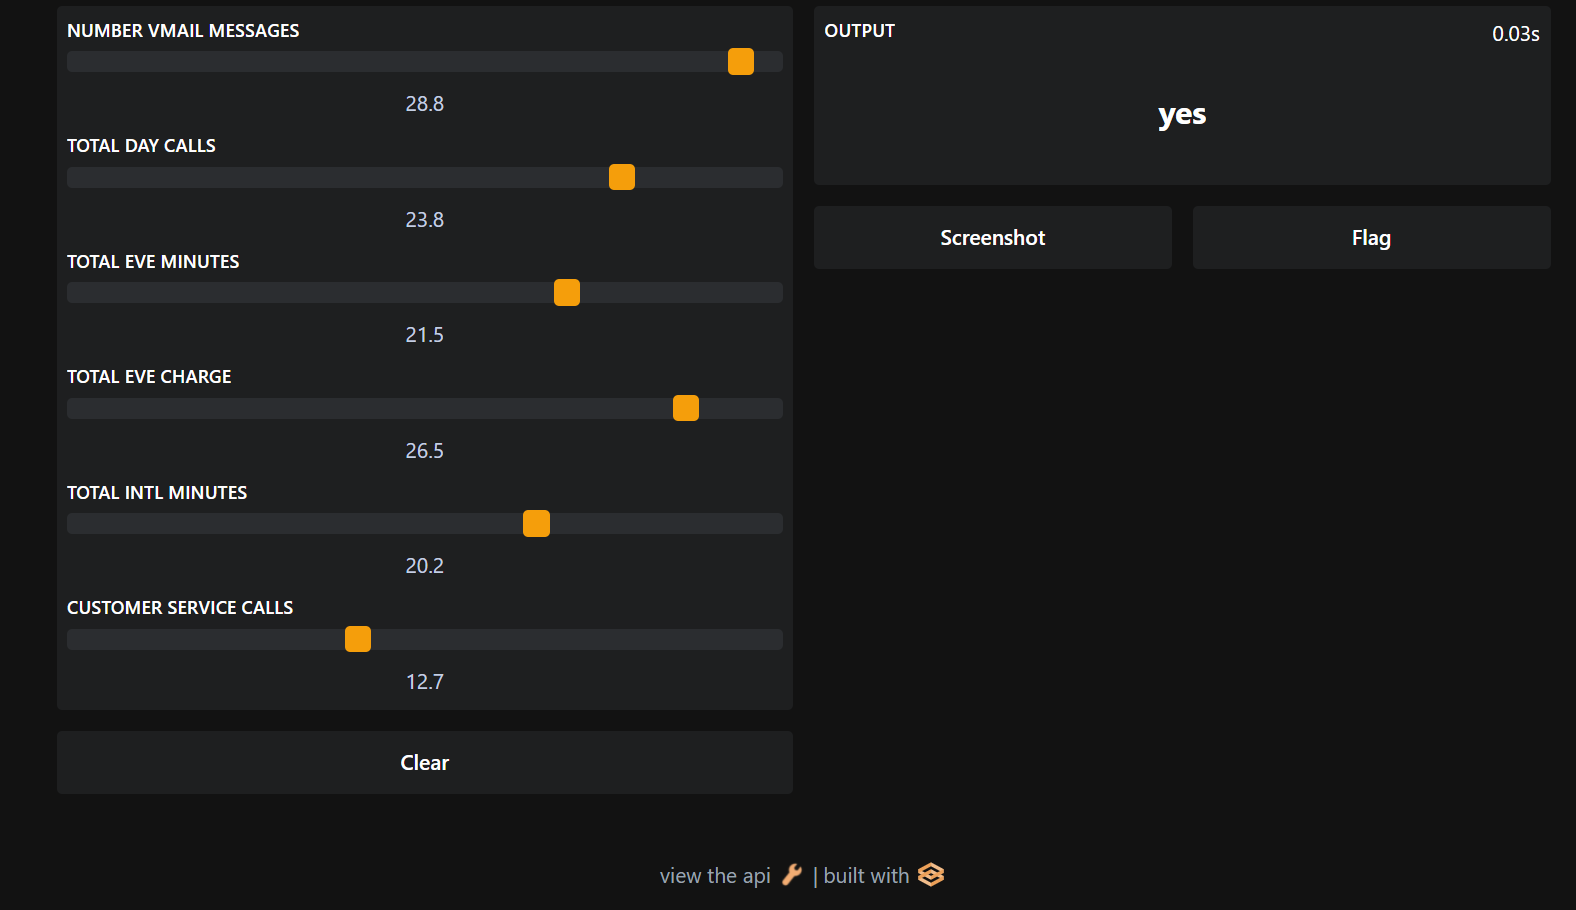 NUMBER VMAIL MESSAGES
28.8
TOTAL DAY CALLS
23.8
TOTAL EVE MINUTES
21.5
TOTAL EVE CHARGE
26.5
TOTAL INTL MINUTES
20.2
CUSTOMER SERVICE CALLS
12.7
Clear
OUTPUT
0.03s
yes
Screenshot
Flag
view the api | built with